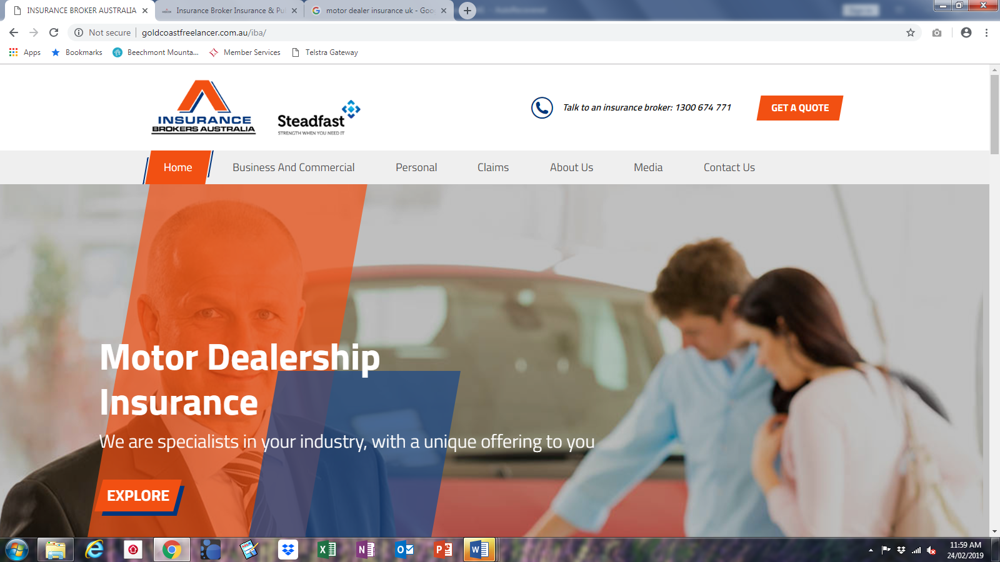 INSURANCE BROKER AUSTRALIA
Insurance Broker Insurance & Pu
motor dealer insurance uk - Goo
Not secure
goldcoastfreelancer.com.au/iba/
Apps
Bookmarks
Beechmont Mounta...
Member Services
Telstra Gateway
INSURANCE
BROKERS AUSTRALIA
Steadfast
STRENGTH WHEN YOU NEED IT
Talk to an insurance broker: 1300 674 771
GET A QUOTE
Home
Business And Commercial
Personal
Claims
About Us
Media
Contact Us
Motor Dealership
Insurance
We are specialists in your industry, with a unique offering to you
EXPLORE
11:59 AM
24/02/2019